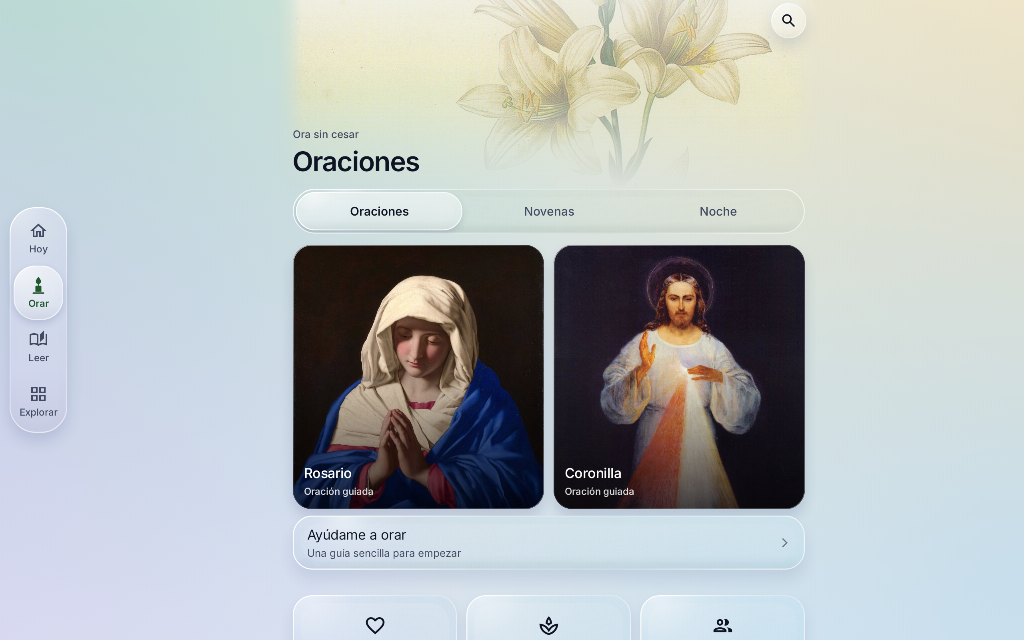 Ora sin cesar
Oraciones
Oraciones
Novenas
Noche
Hoy
Orar
Leer
Explorar
Rosario
Oración guiada
Coronilla
Oración guiada
Ayúdame a orar
Una guía sencilla para empezar